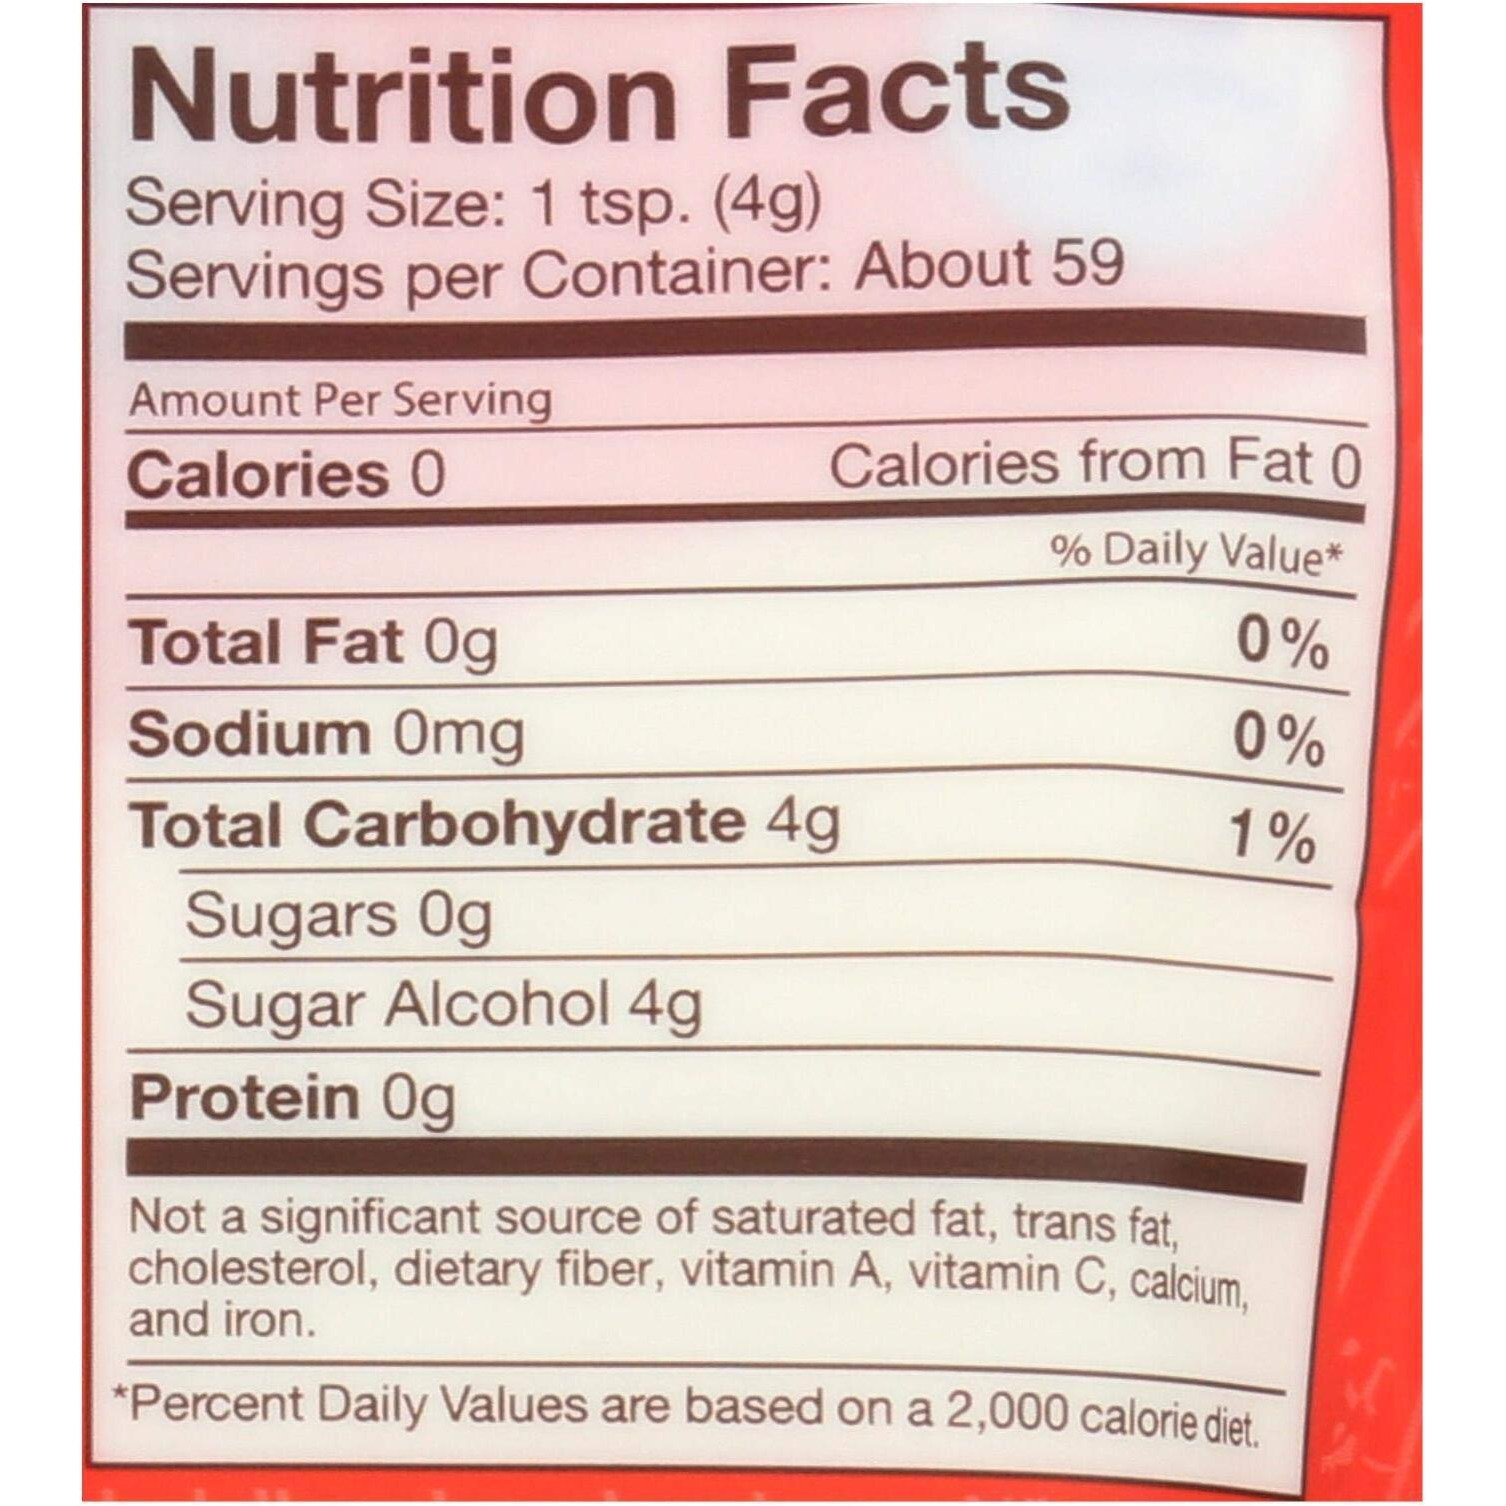 Nutrition Facts
Serving Size: 1 tsp. (4g)
Servings per Container: About 59
Amount Per Serving
Calories 0 Calories from Fat 0
% Daily Value*
Total Fat 0g 0%
Sodium 0mg 0%
Total Carbohydrate 4g 1%
Sugars 0g
Sugar Alcohol 4g
Protein 0g
Not a significant source of saturated fat, trans fat,
cholesterol, dietary fiber, vitamin A, vitamin C, calcium,
and iron.
*Percent Daily Values are based on a 2,000 calorie diet.